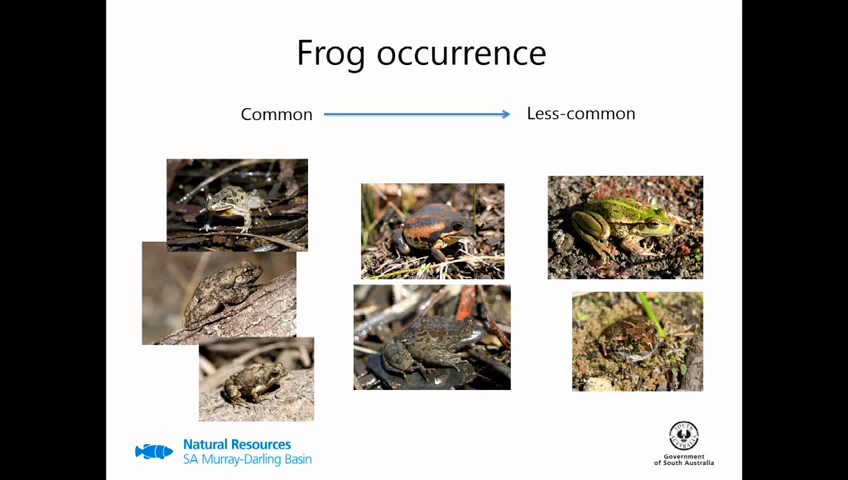 Frog occurrence
Common
Less-common
Natural Resources
SA Murray-Darling Basin
Government
of South Australia